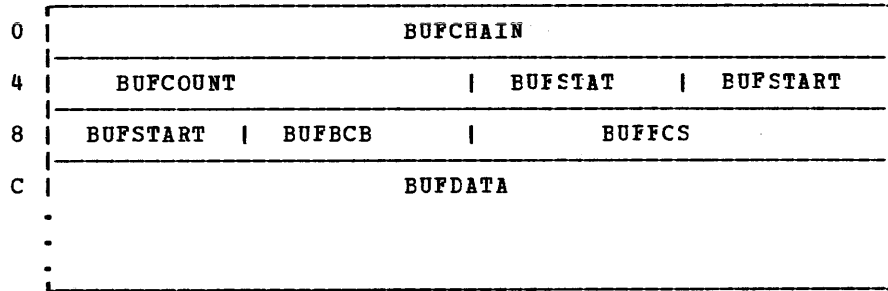 0 BUFCHAIN
4 BUFCOUNT | BUFSTAT | BUFSTART
8 BUFSTART | BUFBCB | BUFFCS
C BUFDATA